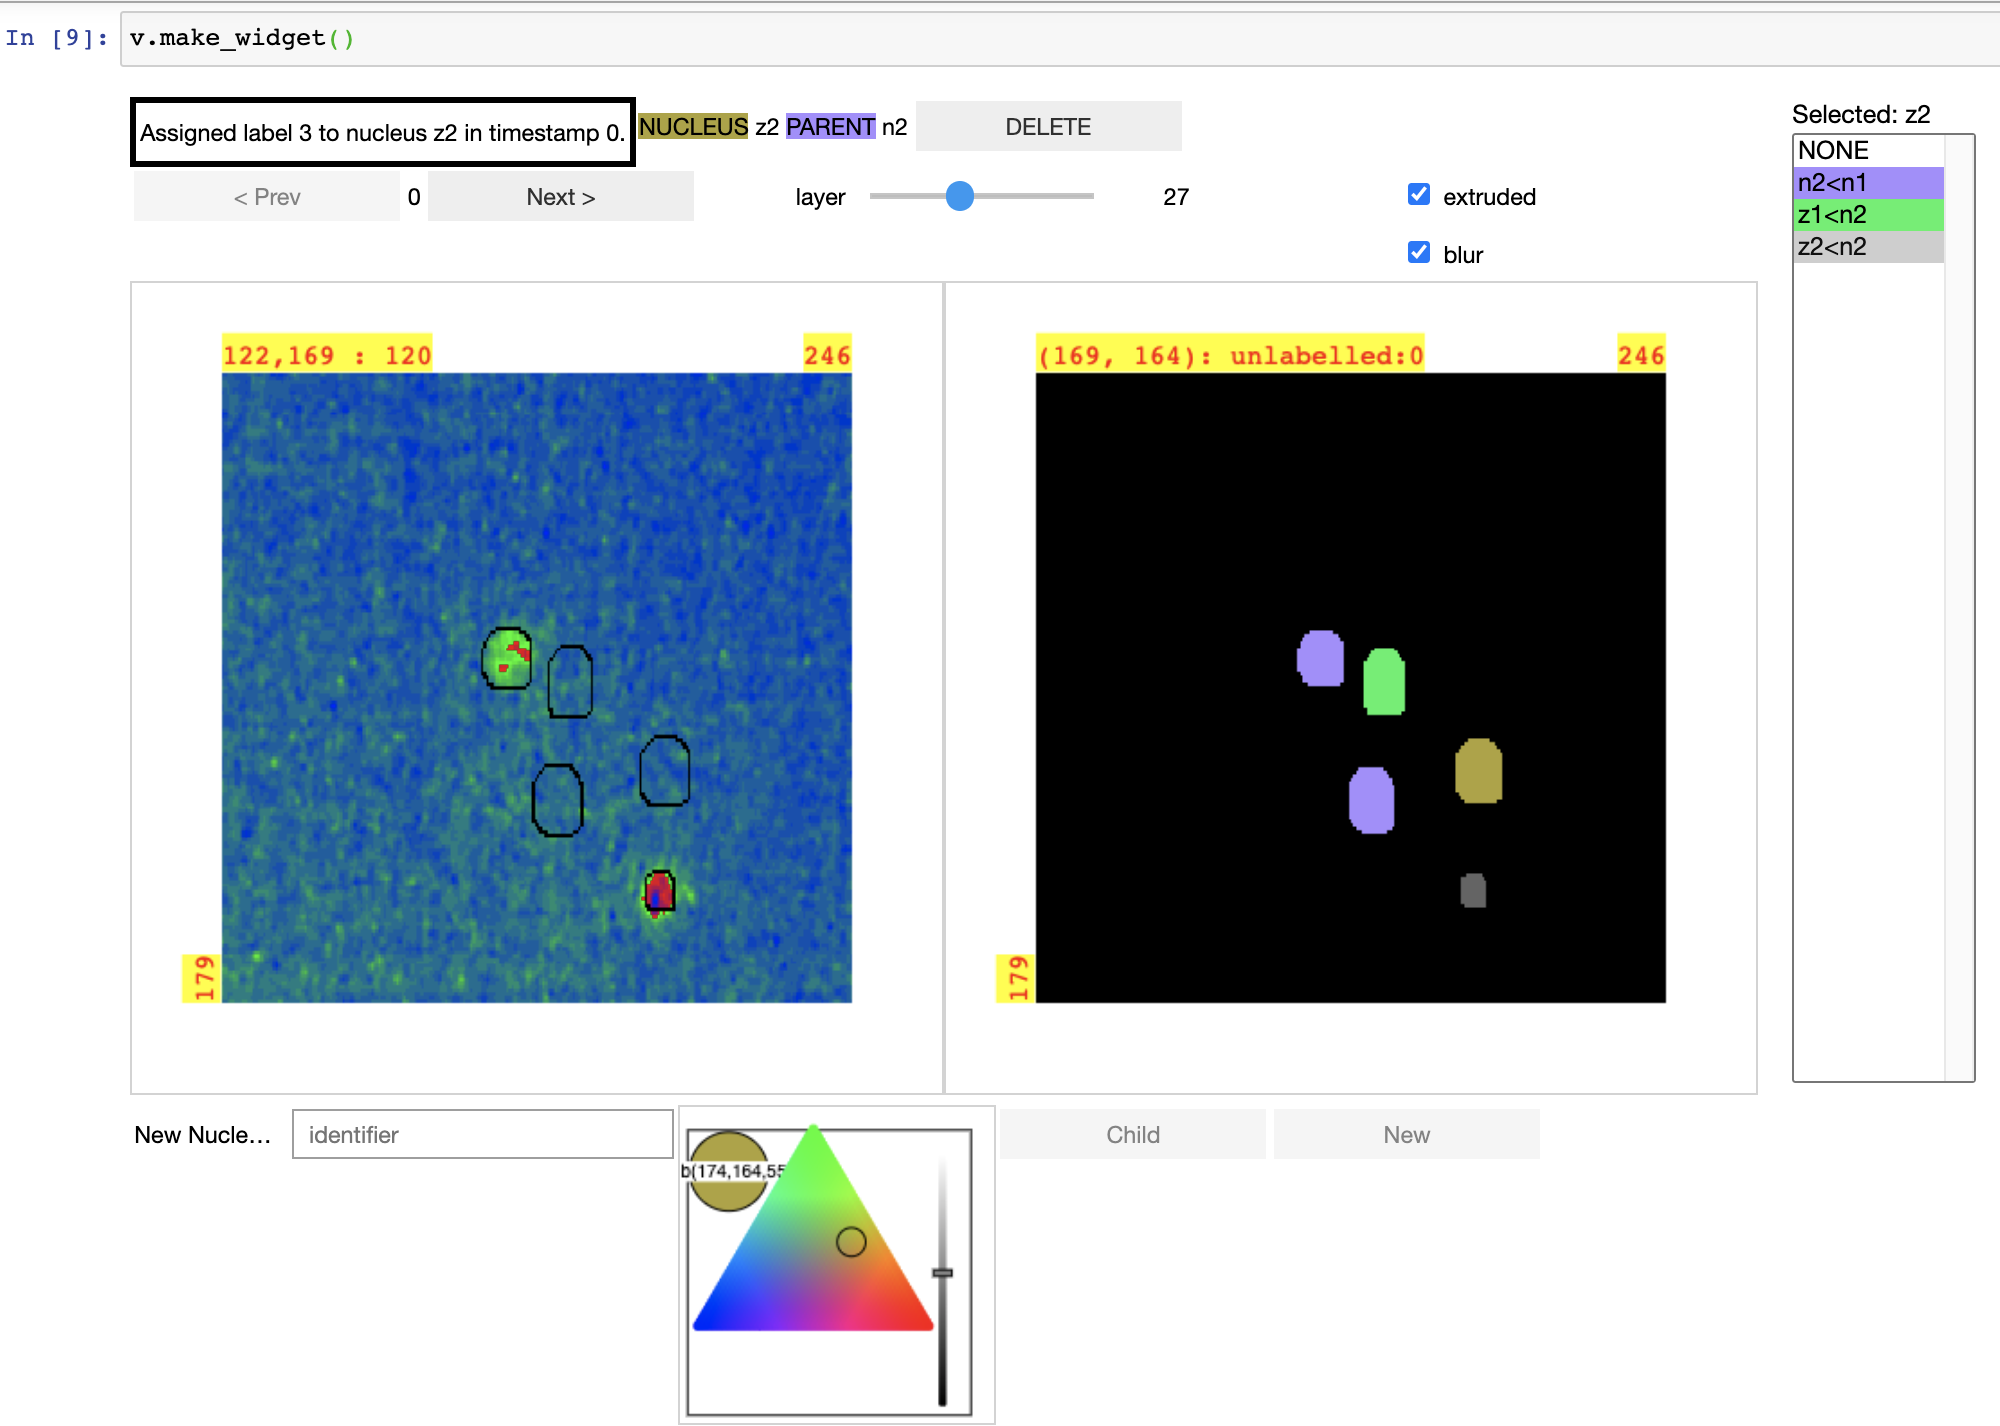 In [9]: v.make_widget()
Assigned label 3 to nucleus z2 in timestamp 0. NUCLEUS z2 PARENT n2 DELETE
< Prev 0 Next > layer 27 extruded
blur
Selected: z2
NONE
n2<n1
z1<n2
z2<n2
122,169 : 120 246
179
(169, 164): unlabelled:0 246
179
New Nucle... identifier Child New
b(174,164,55